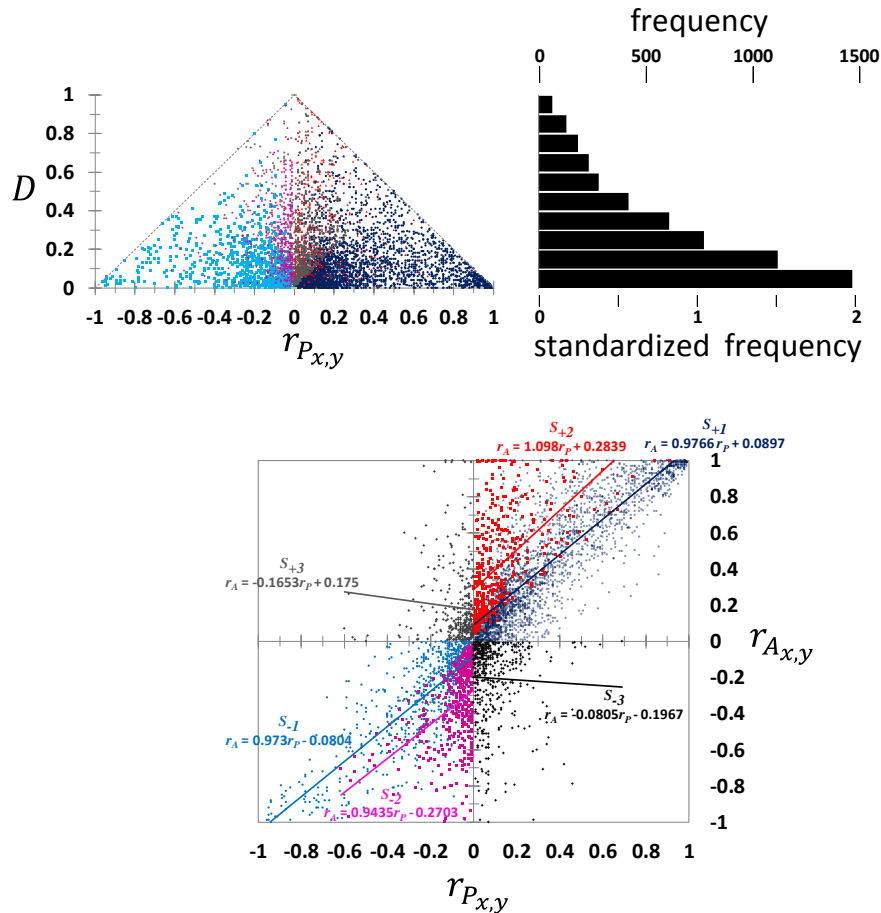 frequency
0 500 1000 1500
1
0.8
0.6
D
0.4
0.2
0
-1 -0.8 -0.6 -0.4 -0.2 0 0.2 0.4 0.6 0.8 1
r_{P_{x,y}}
0 1 2
standardized frequency
S_{+2}
r_A = 1.098r_P + 0.2839
S_{+1}
r_A = 0.9766r_P + 0.0897
S_{+3}
r_A = -0.1653r_P + 0.175
S_{-1}
r_A = 0.973r_P - 0.0804
S_{-2}
r_A = 0.9435r_P - 0.2703
S_{-3}
r_A = -0.0805r_P - 0.1967
1
0.8
0.6
0.4
0.2
0
r_{A_{x,y}}
-0.2
-0.4
-0.6
-0.8
-1
-1 -0.8 -0.6 -0.4 -0.2 0 0.2 0.4 0.6 0.8 1
r_{P_{x,y}}